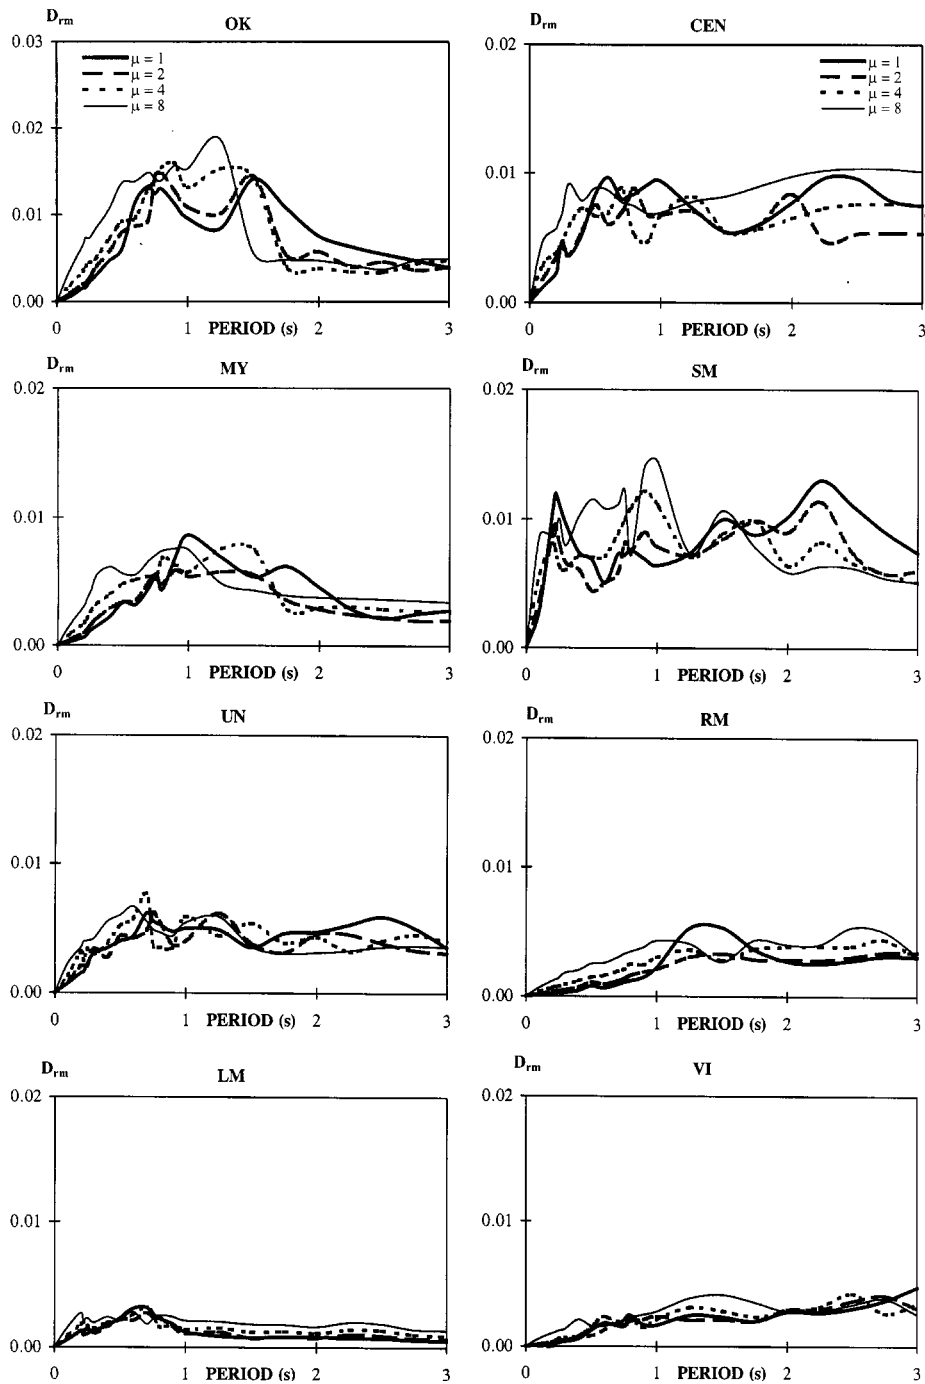 D_rm OK
0.03
0.02
0.01
0.00
μ = 1
μ = 2
μ = 4
μ = 8
0 1 PERIOD (s) 2 3
D_rm CEN
0.02
0.01
0.00
μ = 1
μ = 2
μ = 4
μ = 8
0 1 PERIOD (s) 2 3
D_rm MY
0.02
0.01
0.00
0 1 PERIOD (s) 2 3
D_rm SM
0.02
0.01
0.00
0 1 PERIOD (s) 2 3
D_rm UN
0.02
0.01
0.00
0 1 PERIOD (s) 2 3
D_rm RM
0.02
0.01
0.00
0 1 PERIOD (s) 2 3
D_rm LM
0.02
0.01
0.00
0 1 PERIOD (s) 2 3
D_rm VI
0.02
0.01
0.00
0 1 PERIOD (s) 2 3